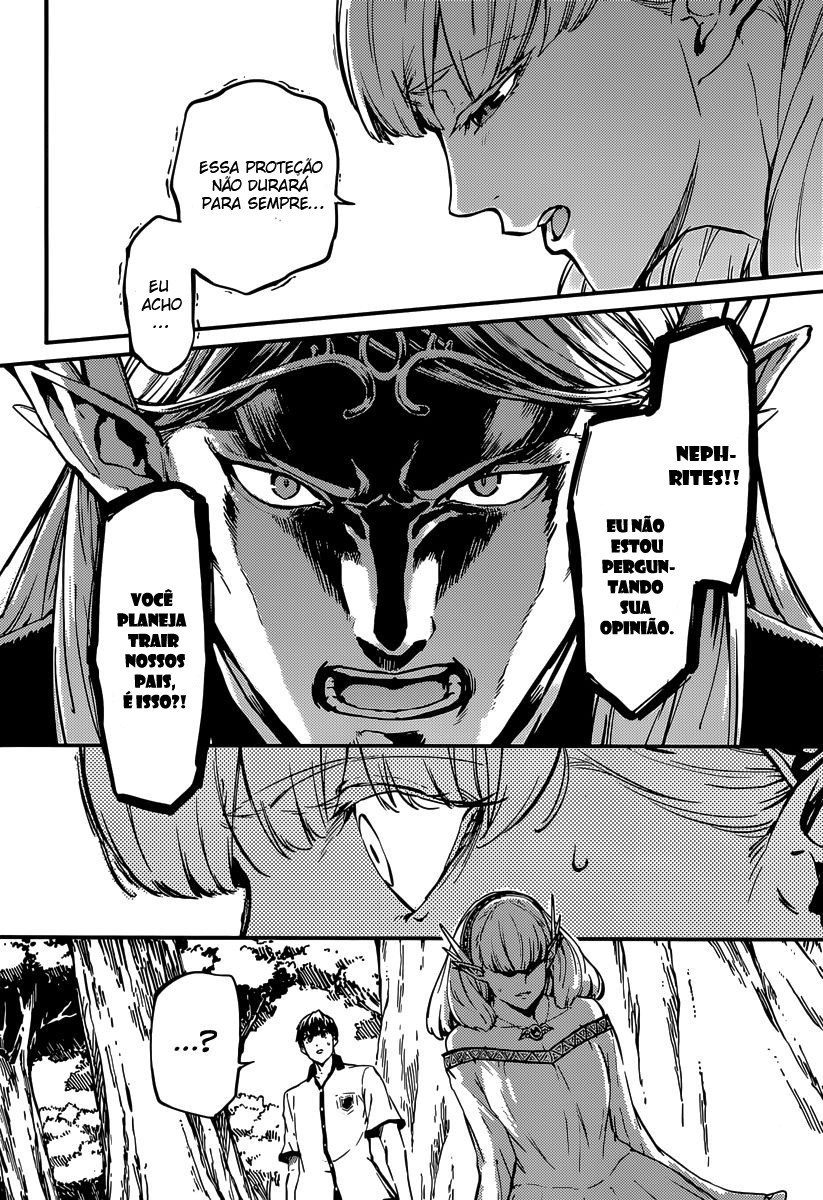 ESSA PROTEÇÃO
NÃO DURARÁ
PARA SEMPRE...
EU
ACHO
...
NEPH-
RITES!!
EU NÃO
ESTOU
PERGUN-
TANDO
SUA
OPINIÃO.
VOCÊ
PLANEJA
TRAIR
NOSSOS
PAIS,
É ISSO?!
...?